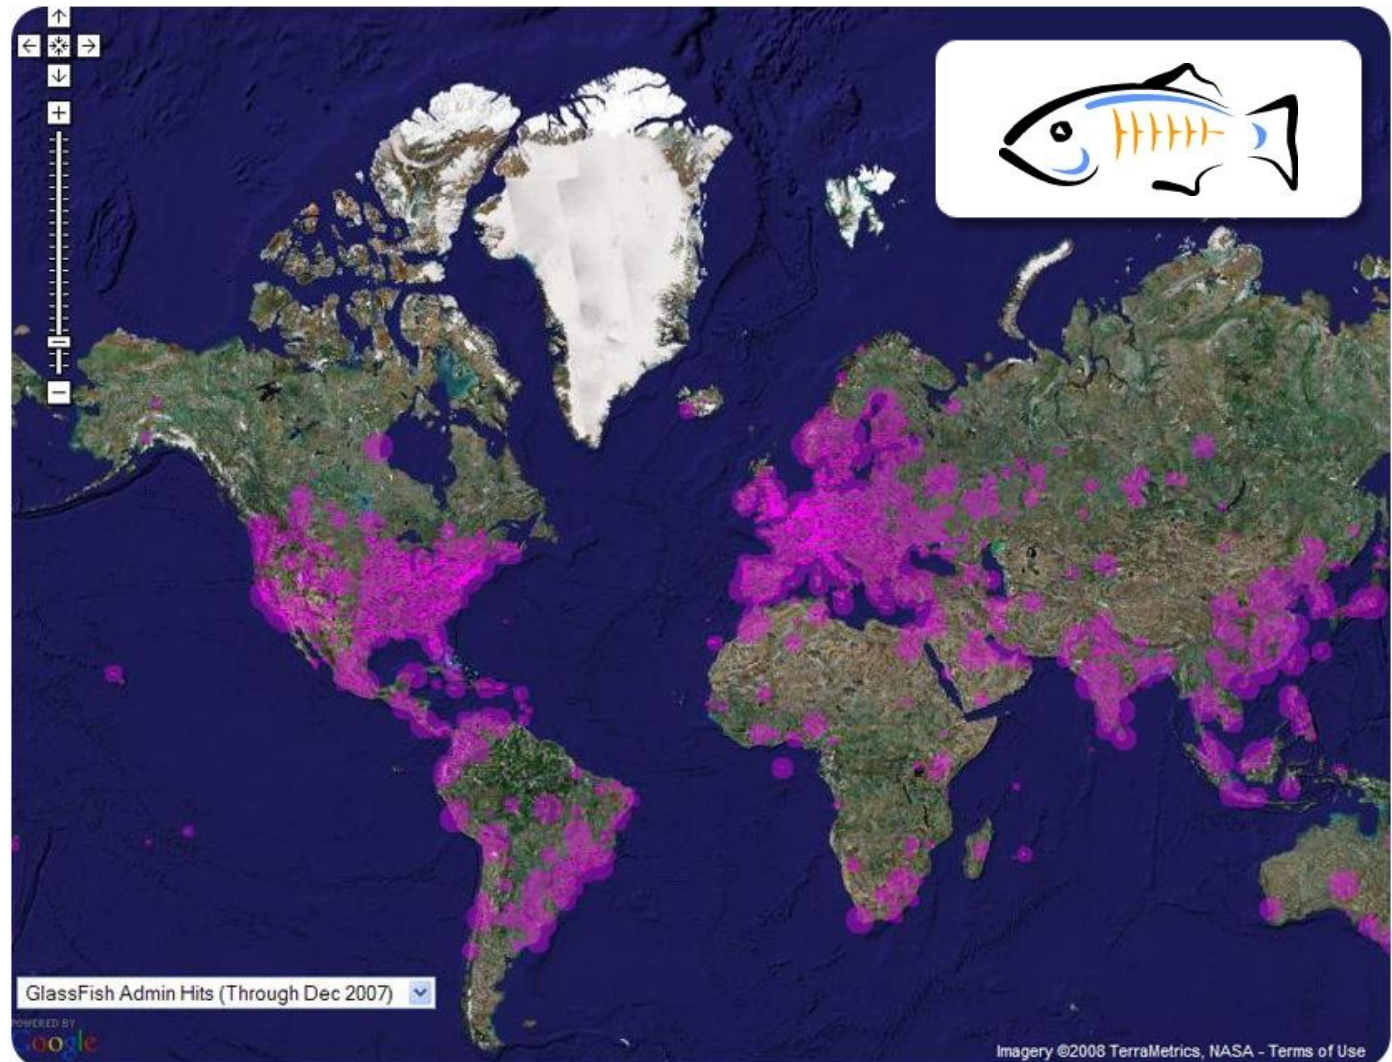 GlassFish Admin Hits (Through Dec 2007)
POWERED BY
Google
Imagery ©2008 TerraMetrics, NASA - Terms of Use